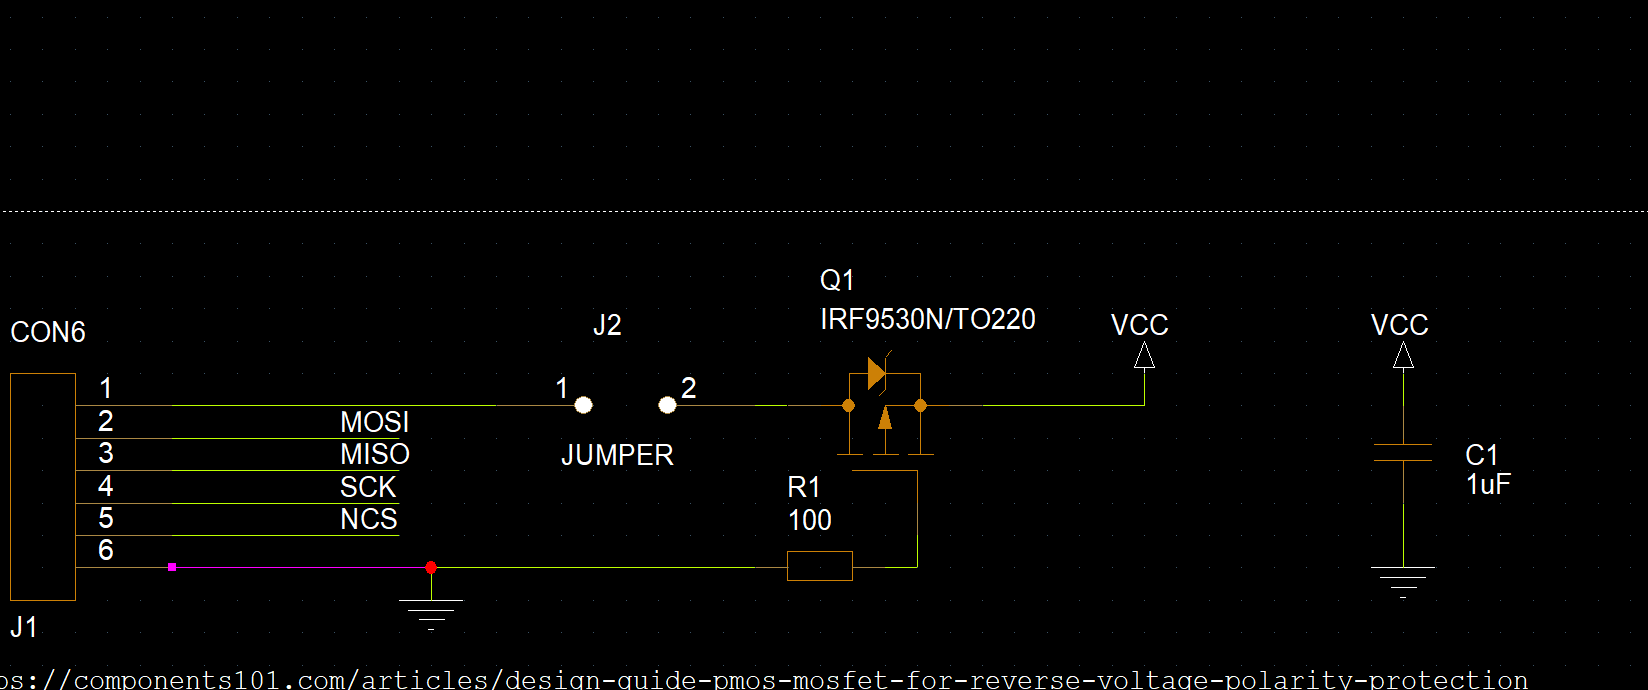 Q1
IRF9530N/TO220
CON6
J2
VCC
VCC
1
1
2
2
MOSI
3
MISO
JUMPER
C1
1uF
4
SCK
R1
100
5
NCS
6
J1
os://components101.com/articles/design-guide-pmos-mosfet-for-reverse-voltage-polarity-protection